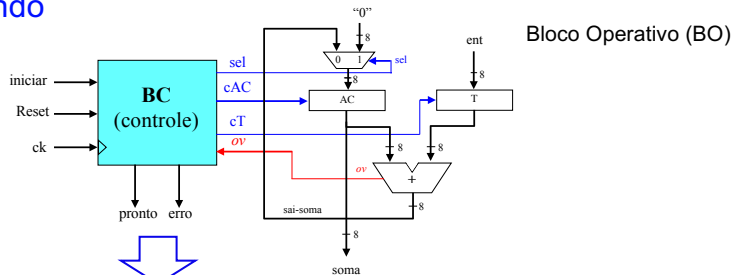 ndo
Bloco Operativo (BO)
“0”
8
ent
0 1
sel
sel
8
8
iniciar
BC
cAC
AC
T
Reset
(controle)
cT
ck
ov
8
8
ov
+
pronto
erro
sai-soma
8
8
soma